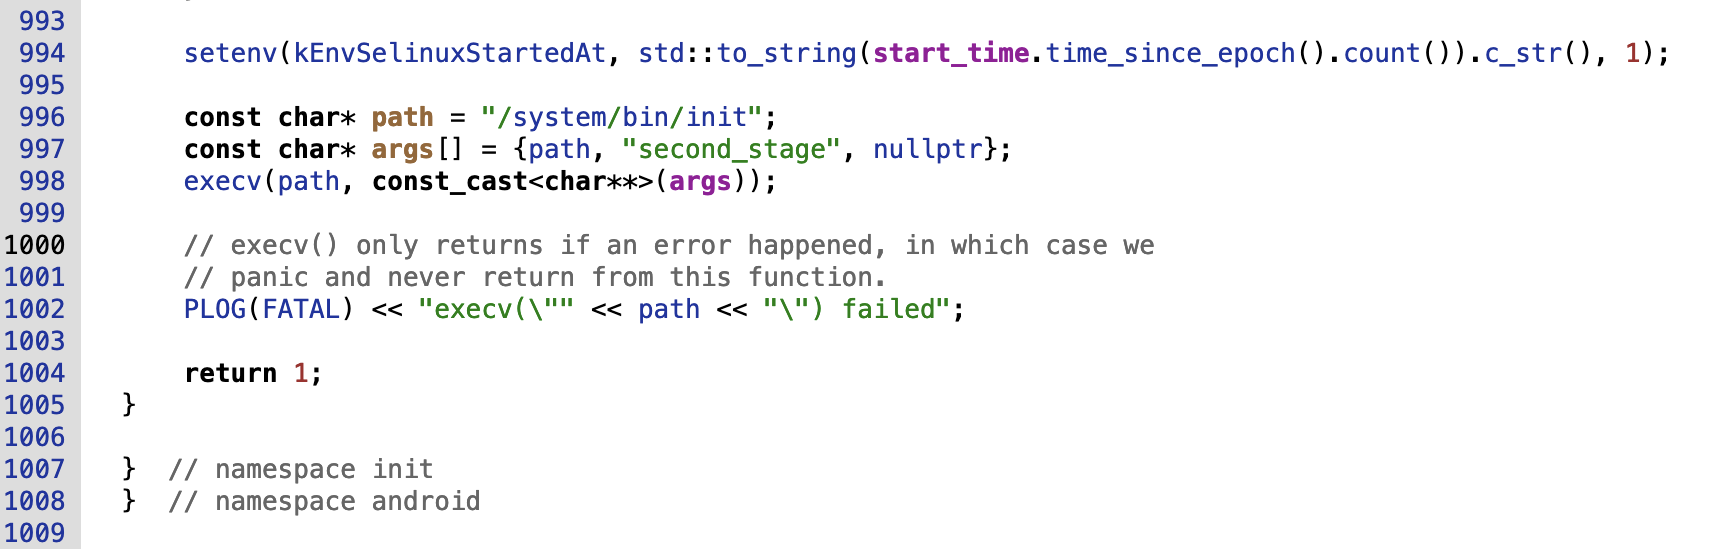 993
994 setenv(kEnvSelinuxStartedAt, std::to_string(start_time.time_since_epoch().count()).c_str(), 1);
995
996 const char* path = "/system/bin/init";
997 const char* args[] = {path, "second_stage", nullptr};
998 execv(path, const_cast<char**>(args));
999
1000 // execv() only returns if an error happened, in which case we
1001 // panic and never return from this function.
1002 PLOG(FATAL) << "execv(\"" << path << "\") failed";
1003
1004 return 1;
1005 }
1006
1007 } // namespace init
1008 } // namespace android
1009